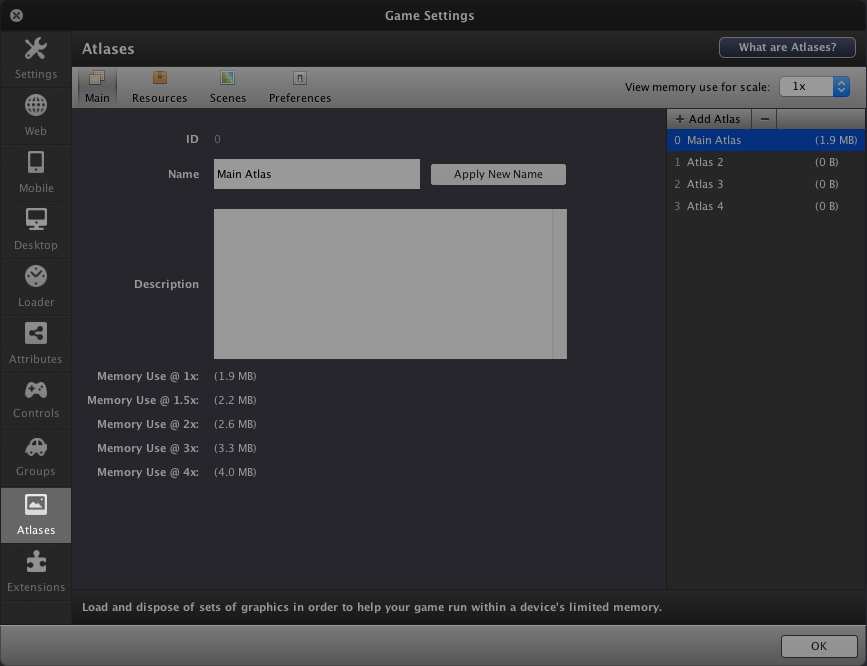 Game Settings
Settings
Web
Mobile
Desktop
Loader
Attributes
Controls
Groups
Atlases
Extensions
Atlases
What are Atlases?
Main
Resources
Scenes
Preferences
View memory use for scale: 1x
ID 0
Name Main Atlas Apply New Name
Description
Memory Use @ 1x: (1.9 MB)
Memory Use @ 1.5x: (2.2 MB)
Memory Use @ 2x: (2.6 MB)
Memory Use @ 3x: (3.3 MB)
Memory Use @ 4x: (4.0 MB)
+ Add Atlas −
0 Main Atlas (1.9 MB)
1 Atlas 2 (0 B)
2 Atlas 3 (0 B)
3 Atlas 4 (0 B)
Load and dispose of sets of graphics in order to help your game run within a device's limited memory.
OK